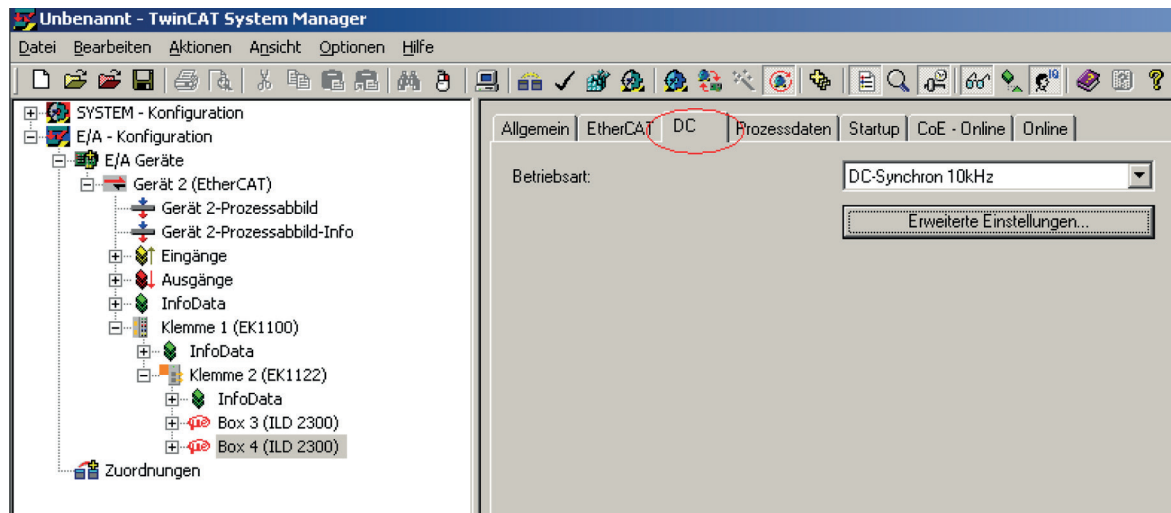 Unbenannt - TwinCAT System Manager
Datei Bearbeiten Aktionen Ansicht Optionen Hilfe
SYSTEM - Konfiguration
E/A - Konfiguration
E/A Geräte
Gerät 2 (EtherCAT)
Gerät 2-Prozessabbild
Gerät 2-Prozessabbild-Info
Eingänge
Ausgänge
InfoData
Klemme 1 (EK1100)
InfoData
Klemme 2 (EK1122)
InfoData
Box 3 (ILD 2300)
Box 4 (ILD 2300)
Zuordnungen
Allgemein EtherCAT DC Prozessdaten Startup CoE - Online Online
Betriebsart: DC-Synchron 10kHz
Erweiterte Einstellungen...